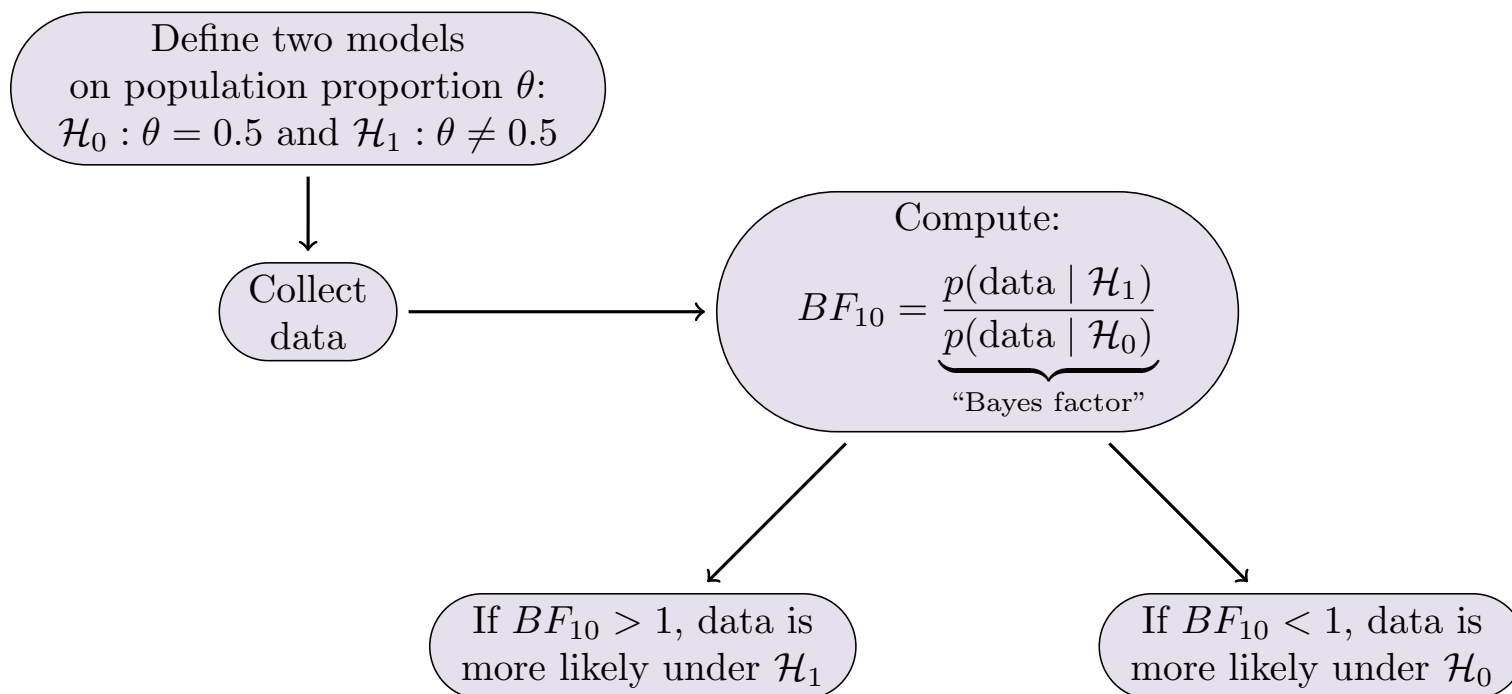 Define two models
on population proportion θ:
ℋ₀ : θ = 0.5 and ℋ₁ : θ ≠ 0.5
Collect
data
Compute:
BF₁₀ = p(data | ℋ₁) / p(data | ℋ₀)
“Bayes factor”
If BF₁₀ > 1, data is
more likely under ℋ₁
If BF₁₀ < 1, data is
more likely under ℋ₀